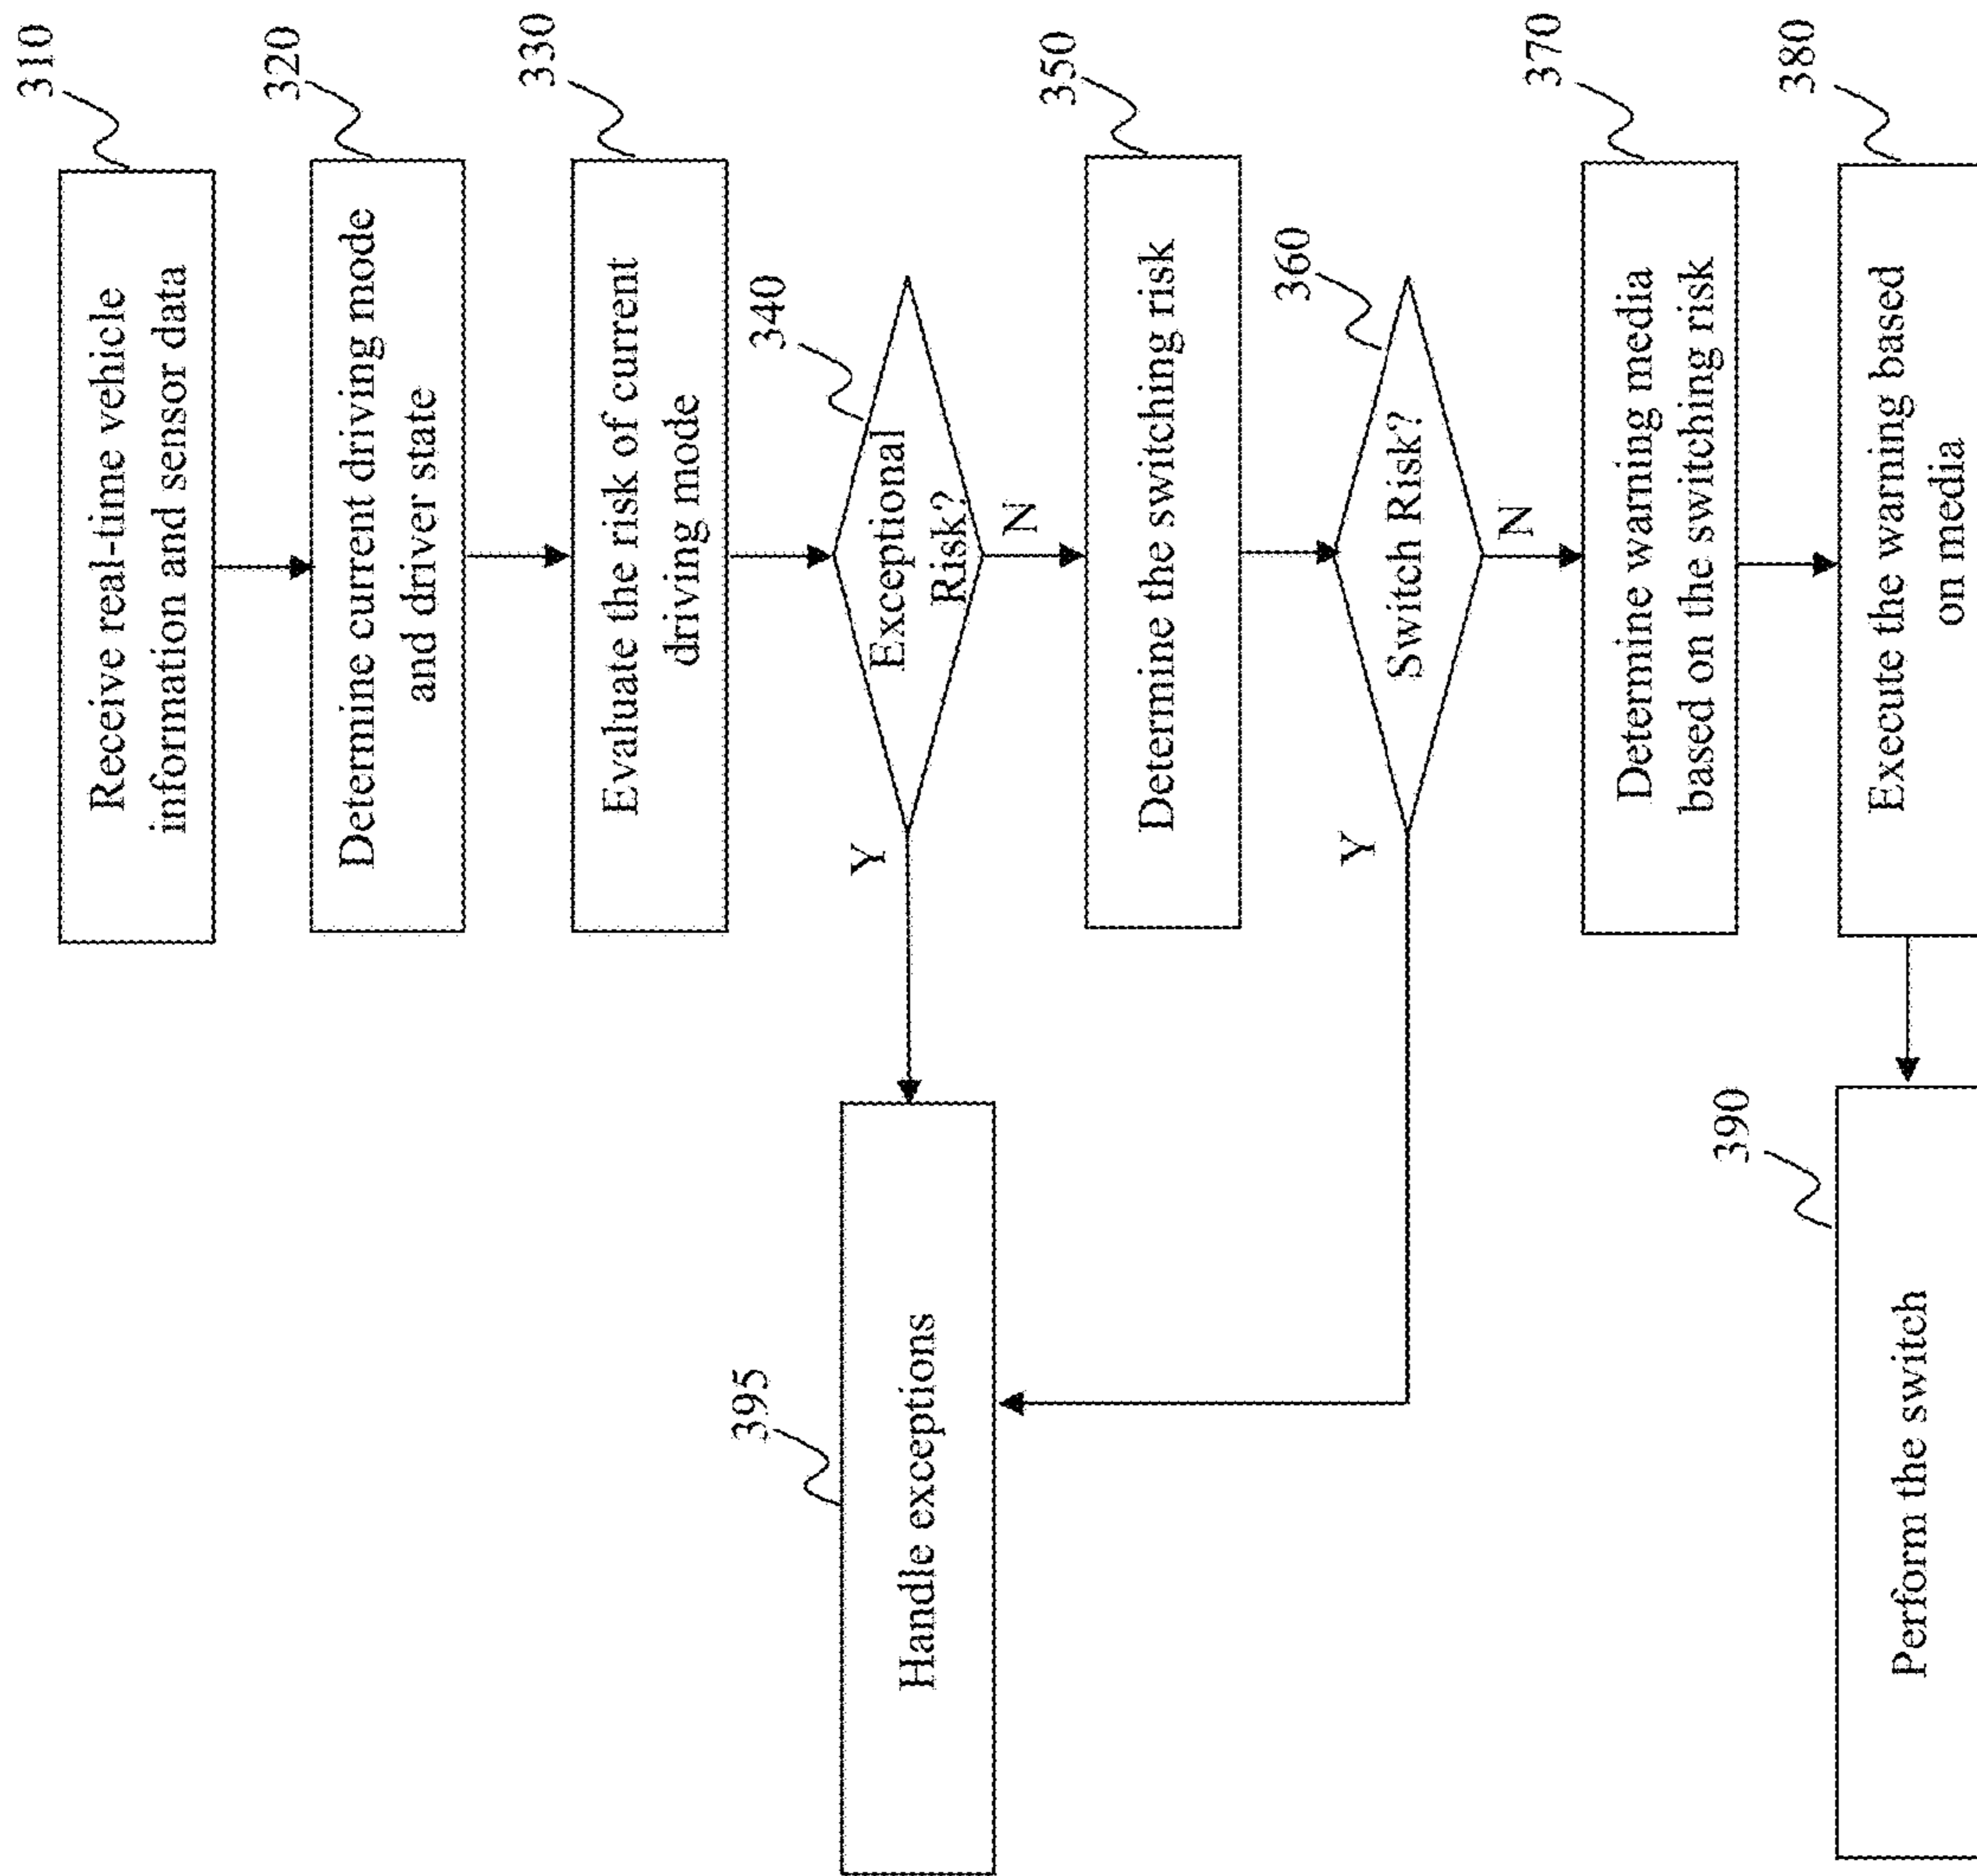 310
Receive real-time vehicle
information and sensor data
320
Determine current driving mode
and driver state
330
Evaluate the risk of current
driving mode
340
Exceptional
Risk?
Y
N
395
Handle exceptions
350
Determine the switching risk
360
Switch Risk?
Y
N
370
Determine warning media
based on the switching risk
380
Execute the warning based
on media
390
Perform the switch